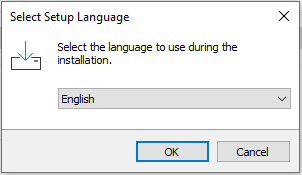 Select Setup Language
Select the language to use during the
installation.
English
OK
Cancel